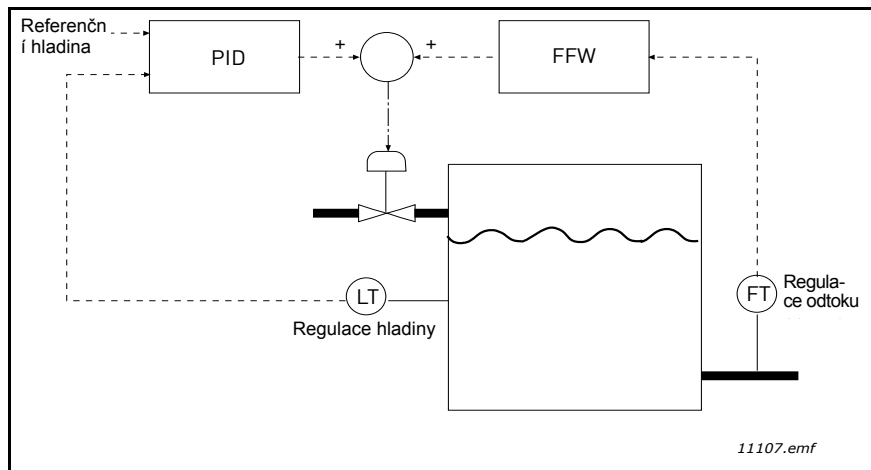 Referenčn
í hladina
PID
+
+
FFW
LT
Regulace hladiny
FT
Regula-
ce odtoku
11107.emf